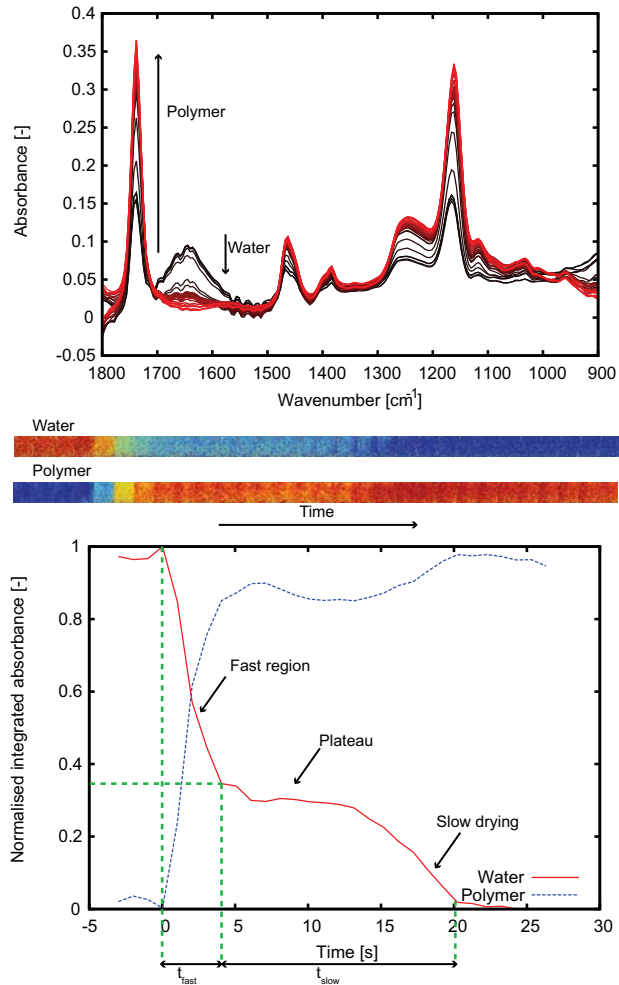 0.4
0.35
0.3
0.25
0.2
0.15
0.1
0.05
0
-0.05
Absorbance [-]
Polymer
Water
1800 1700 1600 1500 1400 1300 1200 1100 1000 900
Wavenumber [cm-1]
Water
Polymer
Time
1
0.8
0.6
0.4
0.2
0
Normalised integrated absorbance [-]
Fast region
Plateau
Slow drying
Water
Polymer
-5 0 5 10 15 20 25 30
Time [s]
tfast tslow